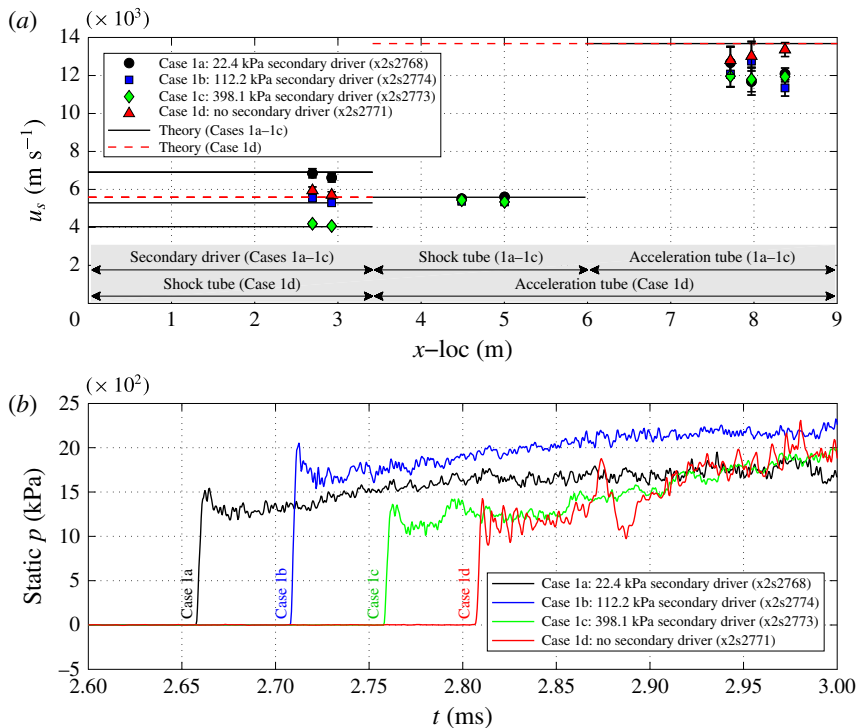 (a)
(× 10³)
14
12
10
8
6
4
2
0
u_s (m s⁻¹)
Case 1a: 22.4 kPa secondary driver (x2s2768)
Case 1b: 112.2 kPa secondary driver (x2s2774)
Case 1c: 398.1 kPa secondary driver (x2s2773)
Case 1d: no secondary driver (x2s2771)
Theory (Cases 1a–1c)
Theory (Case 1d)
Secondary driver (Cases 1a–1c) Shock tube (1a–1c) Acceleration tube (1a–1c)
Shock tube (Case 1d) Acceleration tube (Case 1d)
1 2 3 4 5 6 7 8 9
x–loc (m)
(b)
(× 10²)
25
20
15
10
5
0
−5
Static p (kPa)
Case 1a
Case 1b
Case 1c
Case 1d
Case 1a: 22.4 kPa secondary driver (x2s2768)
Case 1b: 112.2 kPa secondary driver (x2s2774)
Case 1c: 398.1 kPa secondary driver (x2s2773)
Case 1d: no secondary driver (x2s2771)
2.60 2.65 2.70 2.75 2.80 2.85 2.90 2.95 3.00
t (ms)